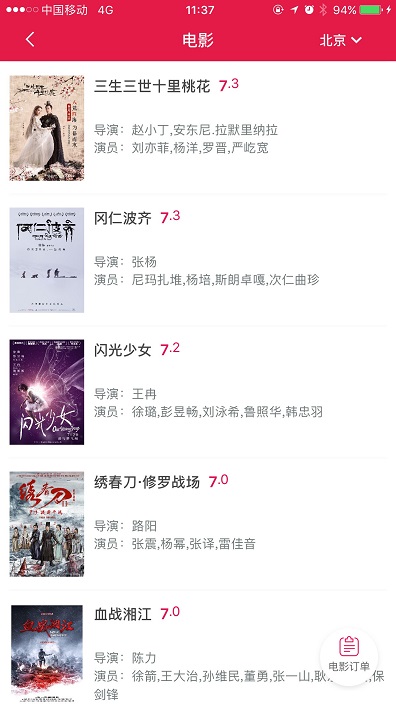 中国移动 4G 11:37 94%
电影 北京
三生三世十里桃花 7.3
导演：赵小丁,安东尼.拉默里纳拉
演员：刘亦菲,杨洋,罗晋,严屹宽
冈仁波齐 7.3
导演：张杨
演员：尼玛扎堆,杨培,斯朗卓嘎,次仁曲珍
闪光少女 7.2
导演：王冉
演员：徐璐,彭昱畅,刘泳希,鲁照华,韩忠羽
闪光少女
绣春刀·修罗战场 7.0
导演：路阳
演员：张震,杨幂,张译,雷佳音
绣春刀
血战湘江 7.0
导演：陈力
演员：徐箭,王大治,孙维民,董勇,张一山,耿
保
剑锋
电影订单